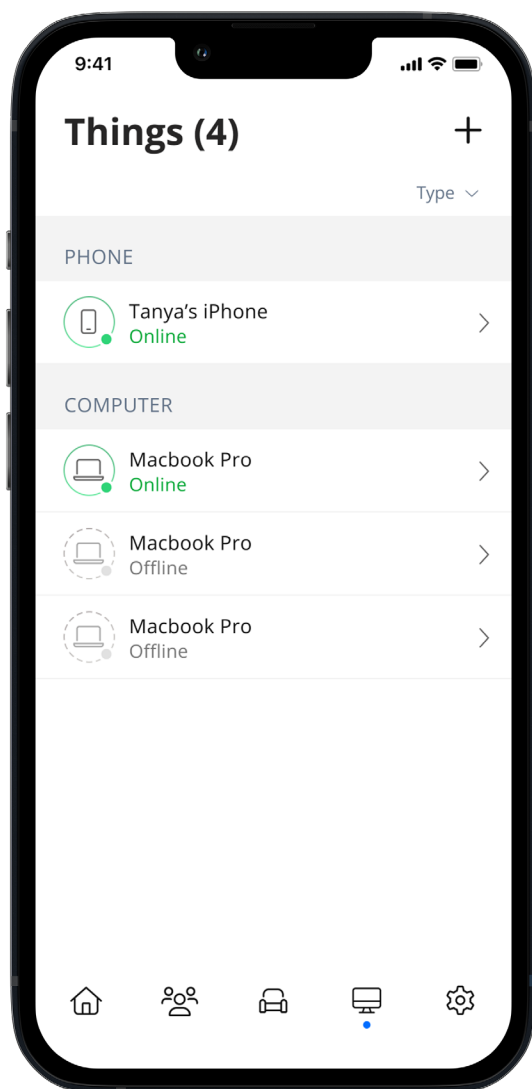 9:41
Things (4)
Type
PHONE
Tanya’s iPhone
Online
COMPUTER
Macbook Pro
Online
Macbook Pro
Offline
Macbook Pro
Offline